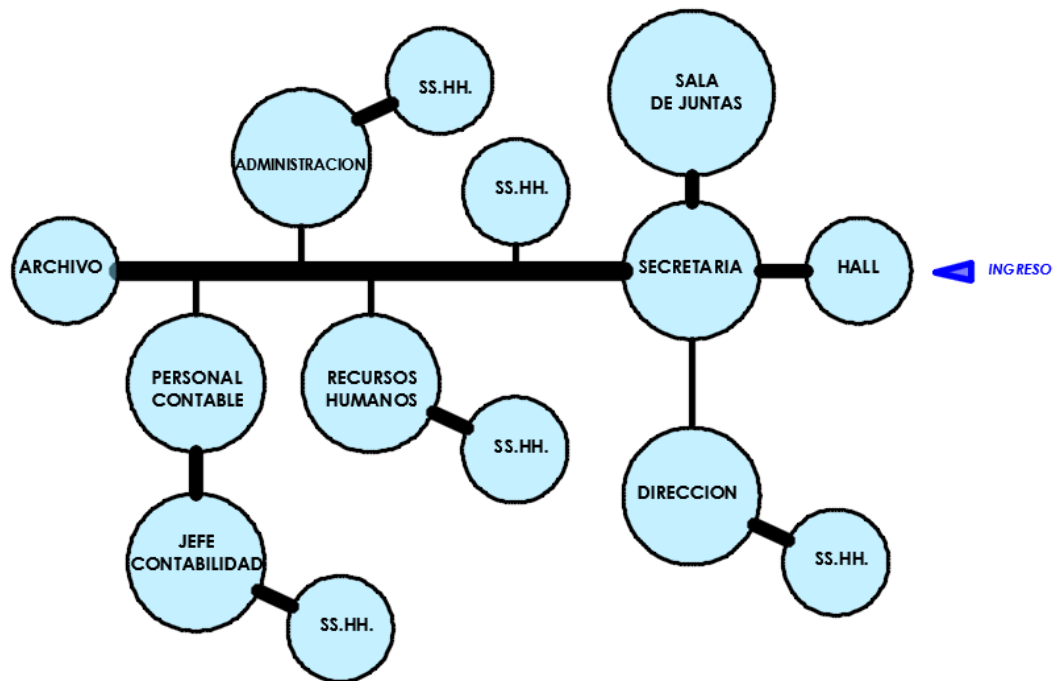 SS.HH.
SALA
DE JUNTAS
ADMINISTRACION
SS.HH.
ARCHIVO
SECRETARIA
HALL
INGRESO
PERSONAL
CONTABLE
RECURSOS
HUMANOS
SS.HH.
DIRECCION
JEFE
CONTABILIDAD
SS.HH.
SS.HH.